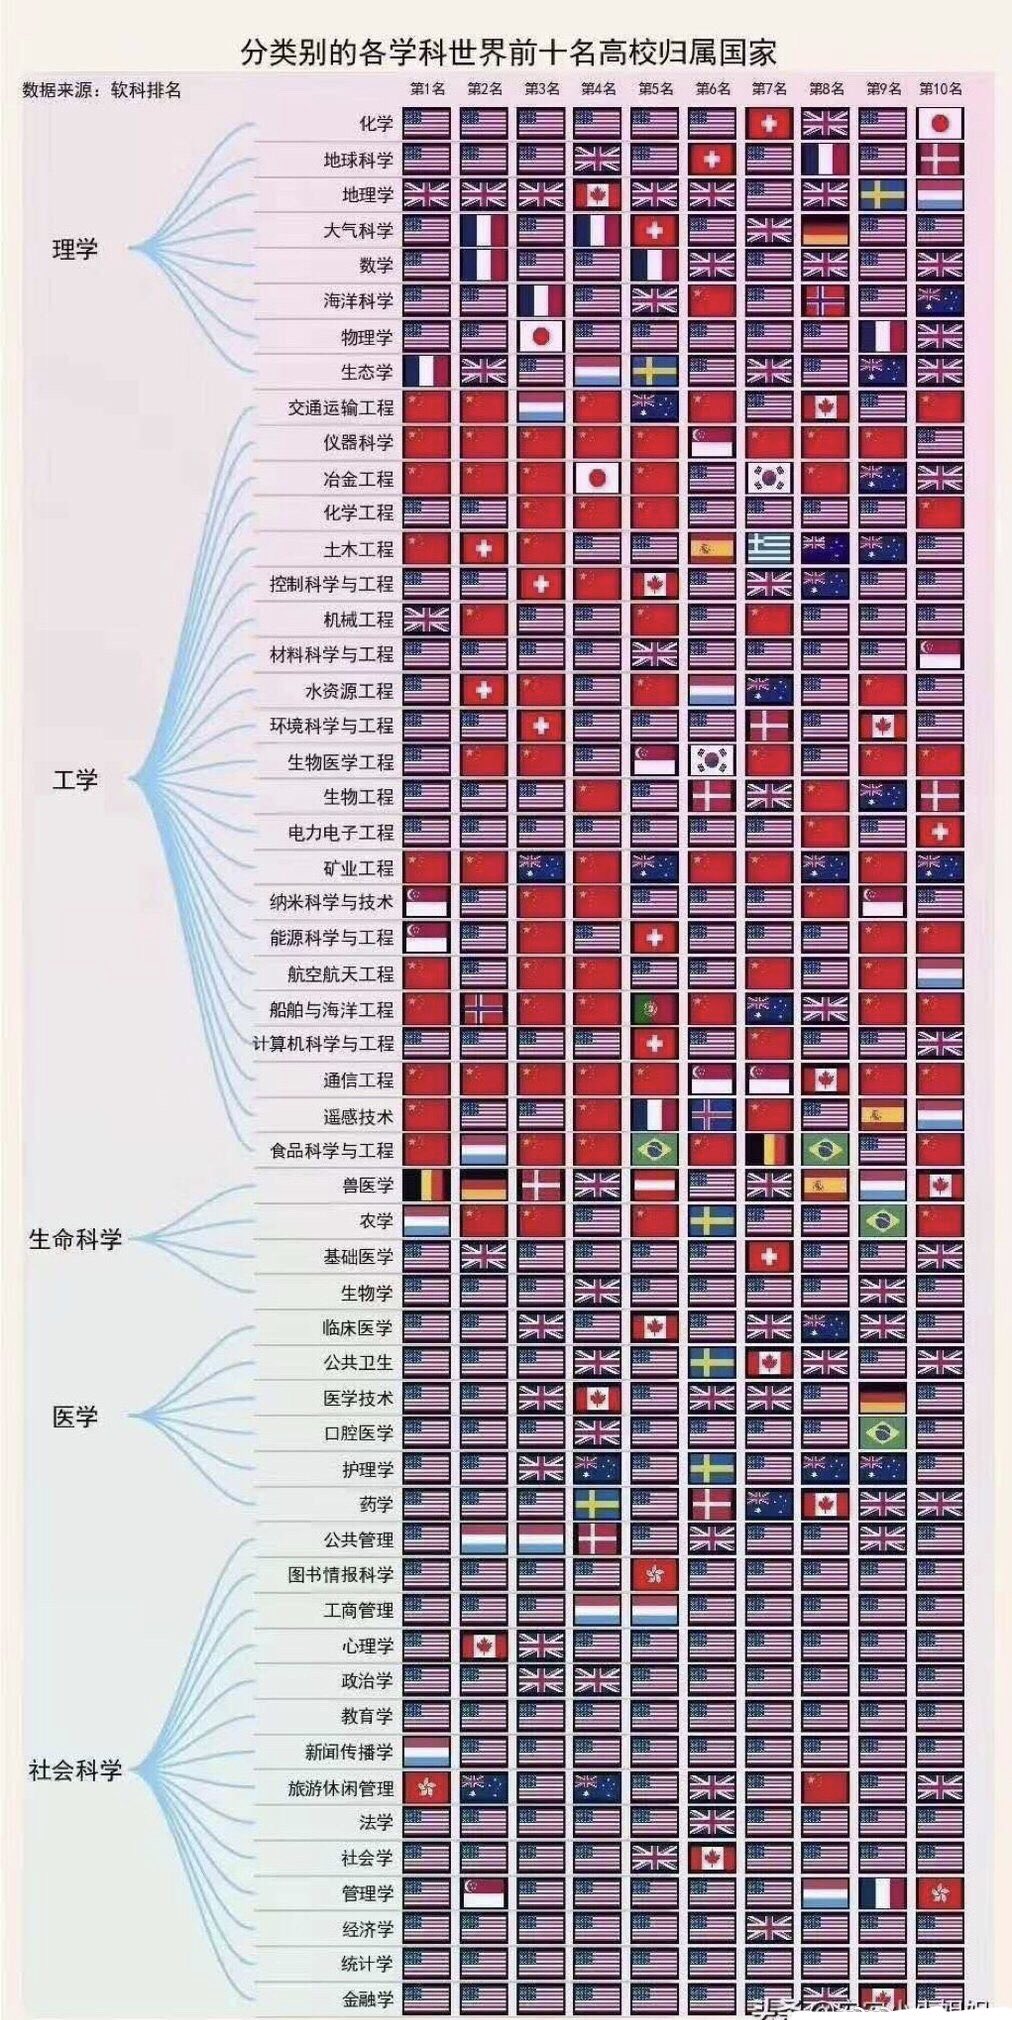 分类别的各学科世界前十名高校归属国家
数据来源：软科排名
第1名 第2名 第3名 第4名 第5名 第6名 第7名 第8名 第9名 第10名
理学
化学
地球科学
地理学
大气科学
数学
海洋科学
物理学
生态学
工学
交通运输工程
仪器科学
冶金工程
化学工程
土木工程
控制科学与工程
机械工程
材料科学与工程
水资源工程
环境科学与工程
生物医学工程
生物工程
电力电子工程
矿业工程
纳米科学与技术
能源科学与工程
航空航天工程
船舶与海洋工程
计算机科学与工程
通信工程
遥感技术
食品科学与工程
生命科学
兽医学
农学
基础医学
生物学
医学
临床医学
公共卫生
医学技术
口腔医学
护理学
药学
社会科学
公共管理
图书情报科学
工商管理
心理学
政治学
教育学
新闻传播学
旅游休闲管理
法学
社会学
管理学
经济学
统计学
金融学